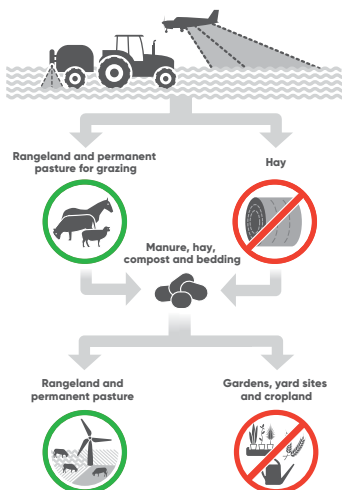 Rangeland and permanent
pasture for grazing
Hay
Manure, hay,
compost and bedding
Rangeland and
permanent pasture
Gardens, yard sites
and cropland